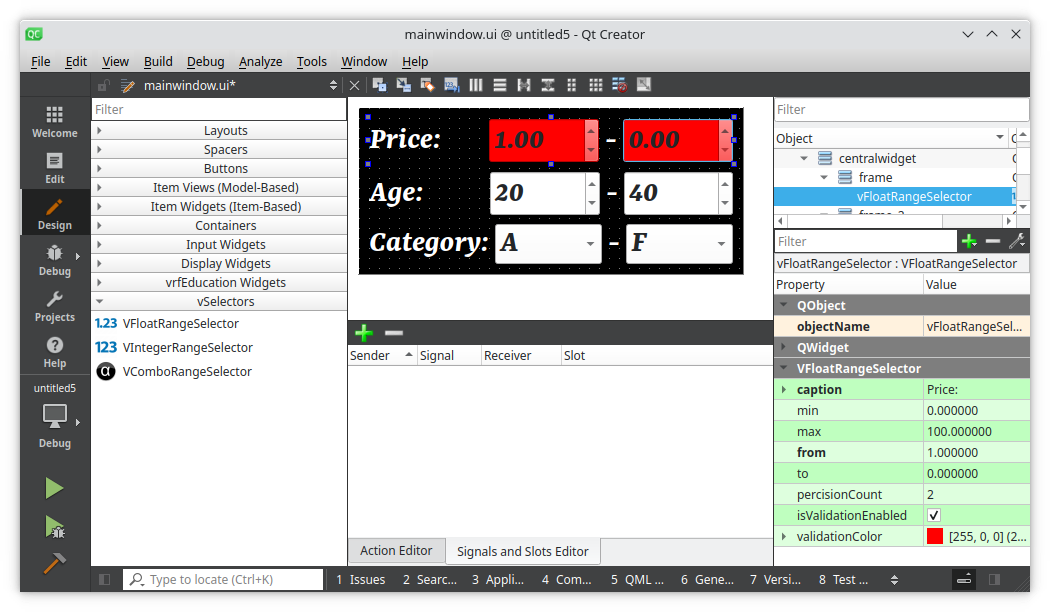 QC mainwindow.ui @ untitled5 - Qt Creator
File Edit View Build Debug Analyze Tools Window Help
mainwindow.ui*
Welcome
Edit
Design
Debug
Projects
Help
untitled5
Debug
Filter
Layouts
Spacers
Buttons
Item Views (Model-Based)
Item Widgets (Item-Based)
Containers
Input Widgets
Display Widgets
vrfEducation Widgets
vSelectors
1.23 VFloatRangeSelector
123 VIntegerRangeSelector
α VComboRangeSelector
Price: 1.00 – 0.00
Age: 20 – 40
Category: A – F
Sender Signal Receiver Slot
Action Editor Signals and Slots Editor
Filter
Object
centralwidget
frame
vFloatRangeSelector
Filter
vFloatRangeSelector : VFloatRangeSelector
Property Value
QObject
objectName vFloatRangeSel...
QWidget
VFloatRangeSelector
caption Price:
min 0.000000
max 100.000000
from 1.000000
to 0.000000
percisionCount 2
isValidationEnabled
validationColor [255, 0, 0] (2...
Type to locate (Ctrl+K) 1 Issues 2 Searc... 3 Appli... 4 Com... 5 QML ... 6 Gene... 7 Versi... 8 Test ...